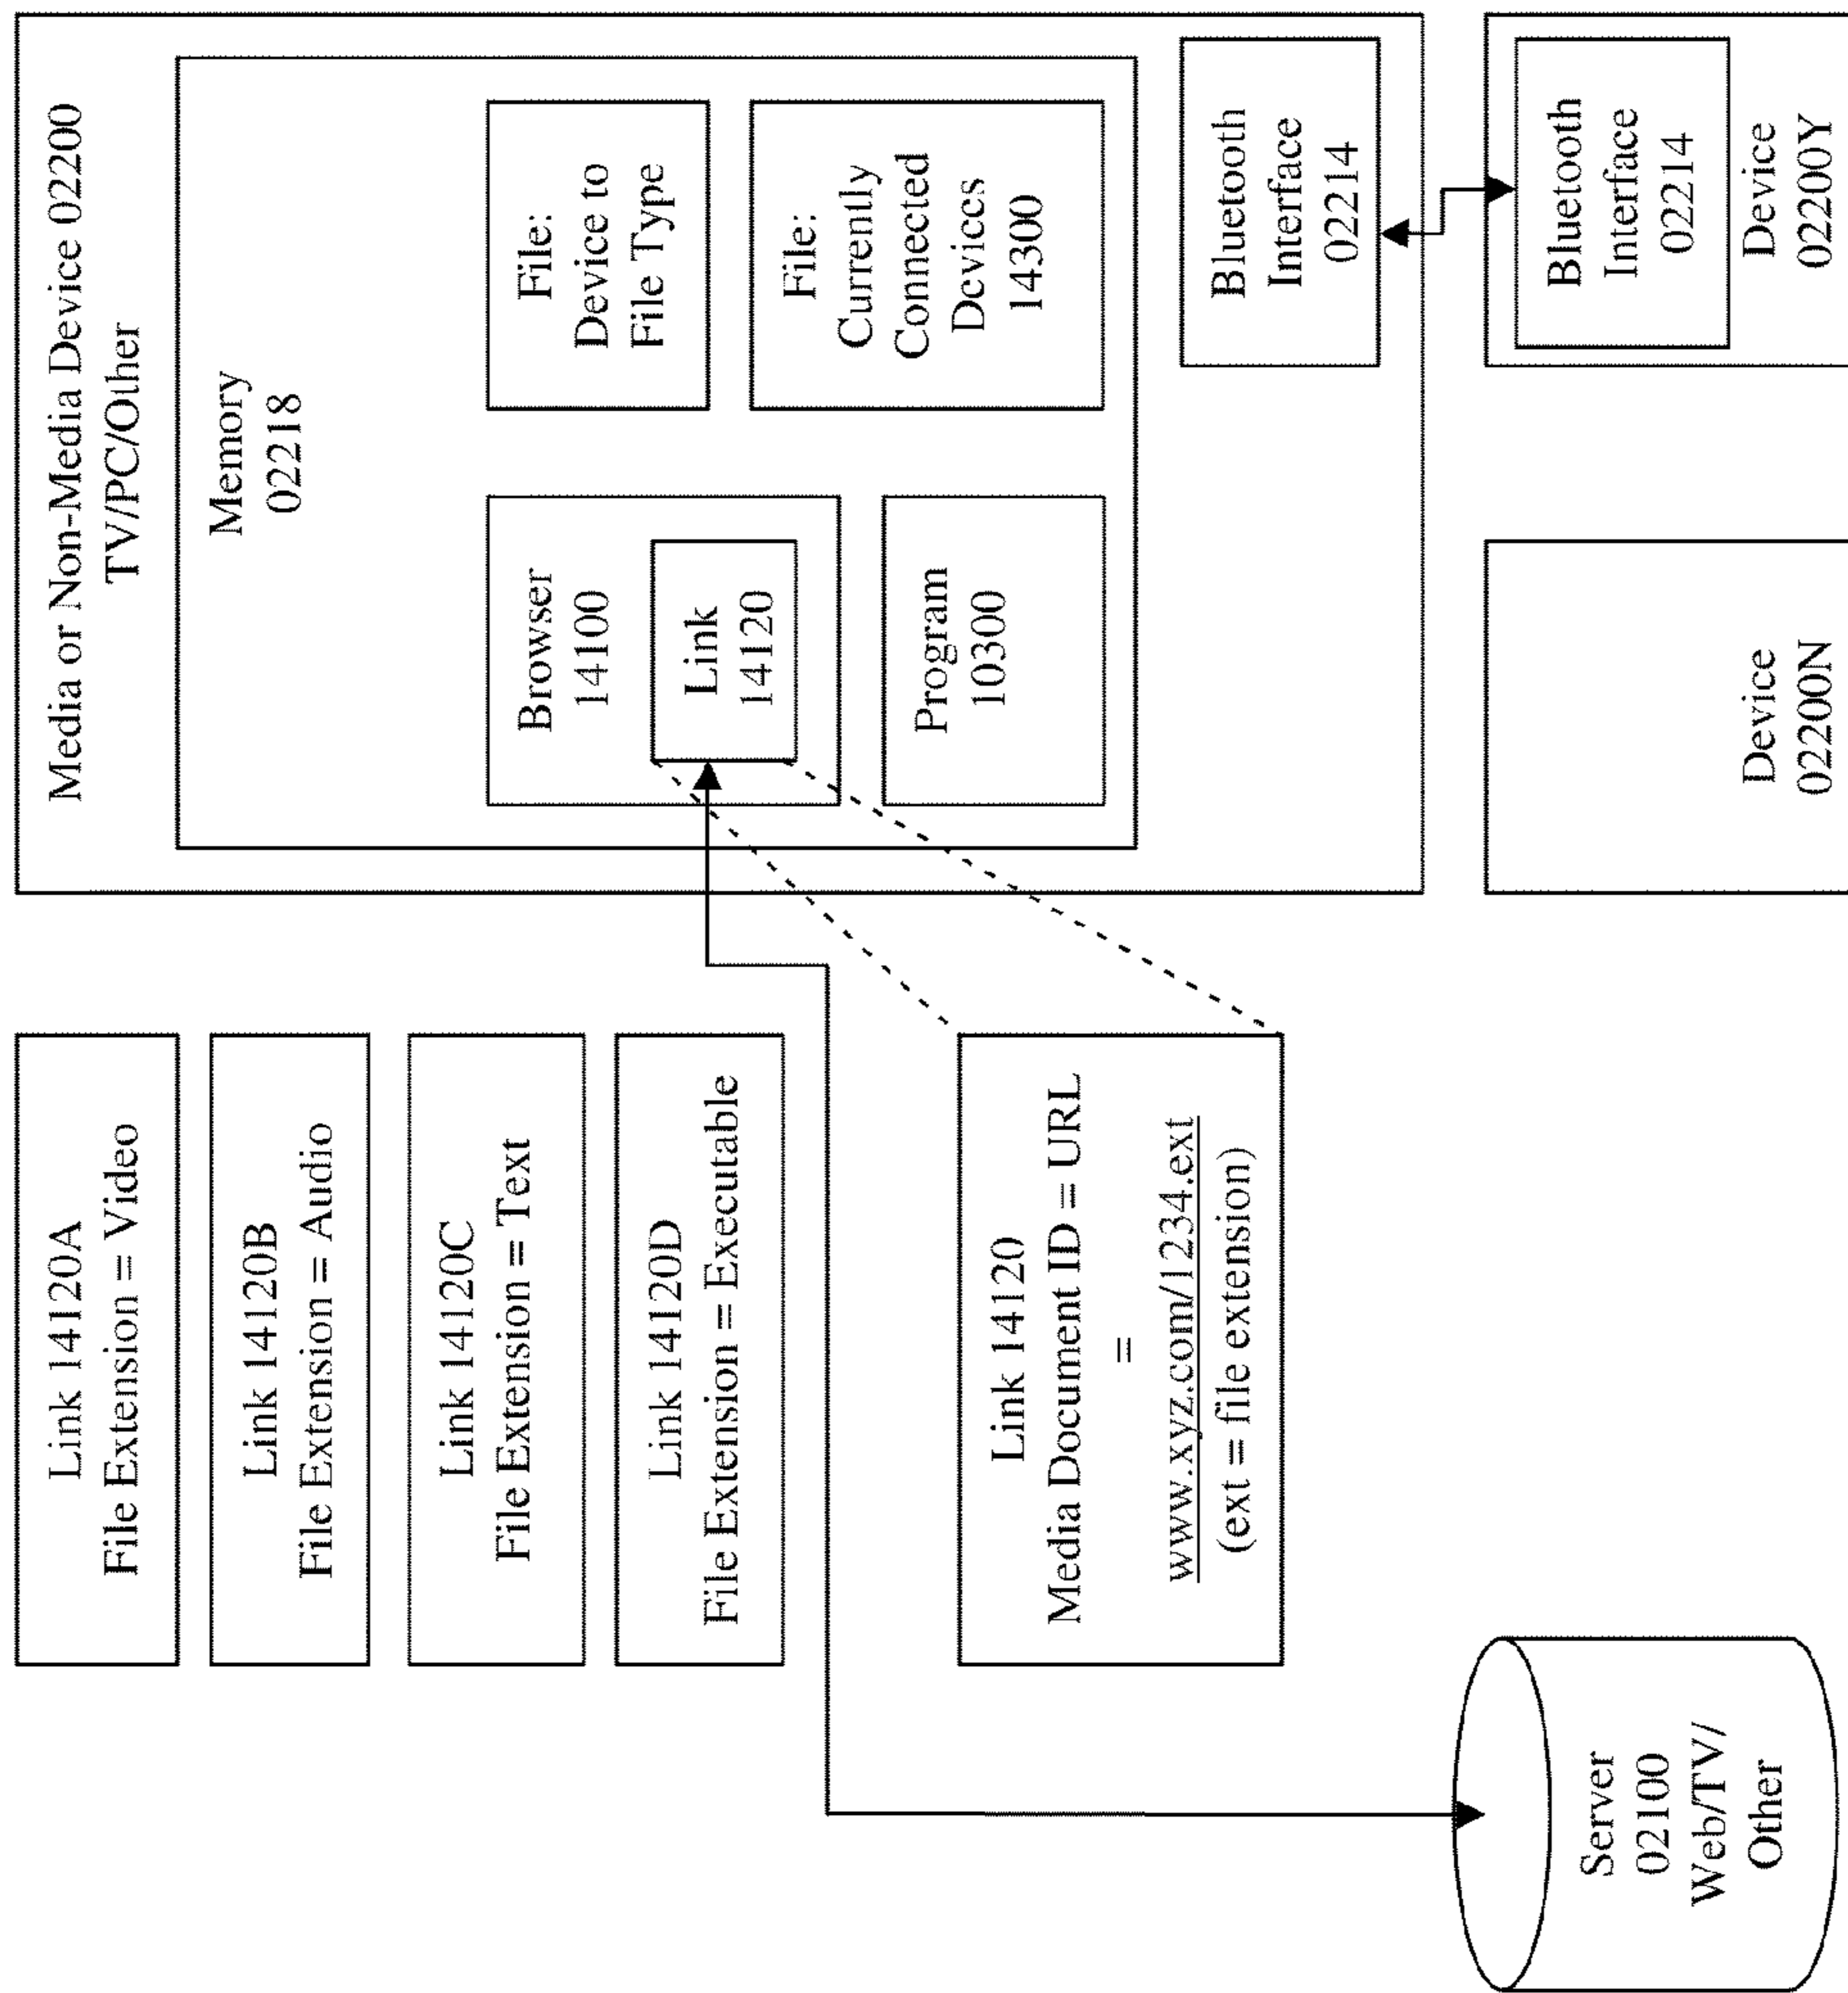 Link 14120A
File Extension = Video
Link 14120B
File Extension = Audio
Link 14120C
File Extension = Text
Link 14120D
File Extension = Executable
Link 14120
Media Document ID = URL
=
www.xyz.com/1234.ext
(ext = file extension)
Server
02100
Web/TV/
Other
Media or Non-Media Device 02200
TV/PC/Other
Memory
02218
Browser
14100
Link
14120
Program
10300
File:
Device to
File Type
File:
Currently
Connected
Devices
14300
Bluetooth
Interface
02214
Device
02200N
Bluetooth
Interface
02214
Device
02200Y